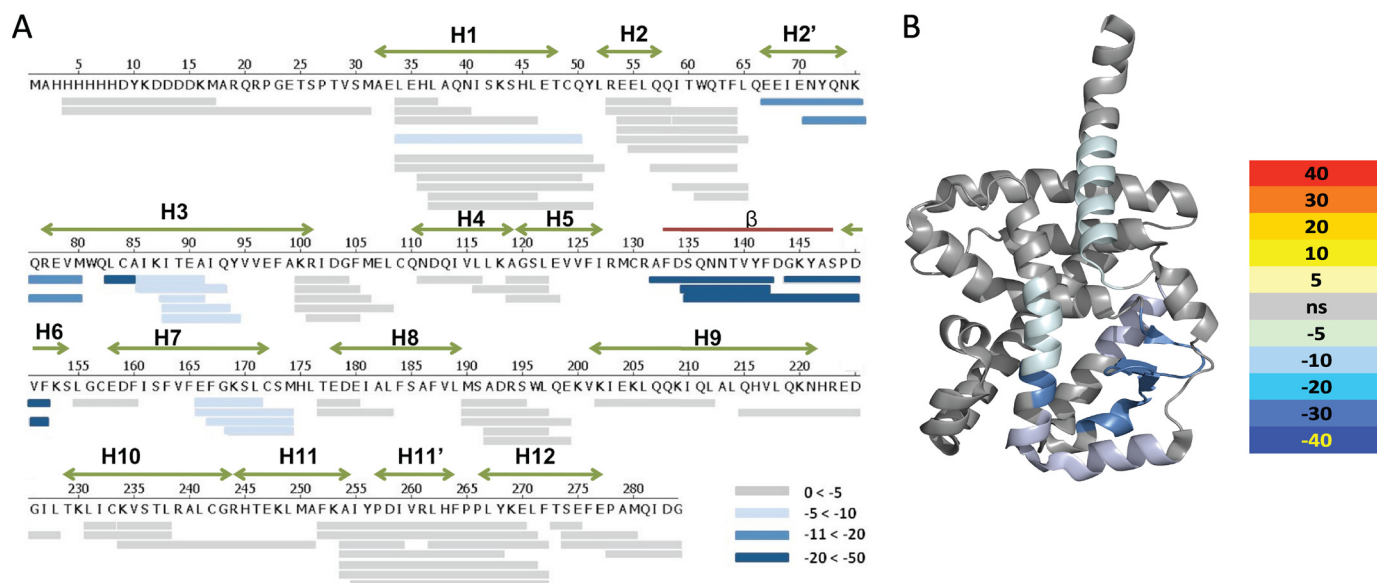 A
B
H1 H2 H2’
5 10 15 20 25 30 35 40 45 50 55 60 65 70
MAHHHHHHDYKDDDDKMARQRPGETSPTVSMAELEHLAQNISKSHLETCQYLREELQQITWQTFLQEEIENYQNK
H3 H4 H5 β
80 85 90 95 100 105 110 115 120 125 130 135 140 145
QREVMWQLCAIKITEAIQYVVEFAKRIDGFMELCQNDQIVLLKAGSLEVVFIRMCRAFDSQNNTVYFDGKYASPD
H6 H7 H8 H9
155 160 165 170 175 180 185 190 195 200 205 210 215 220
VFKSLGCEDFISFVFEFGKSLCSMHLTEDEIALFSAFVLMSADRSWLQEKVKIEKLQQKIQLALQHVLQKNHRED
H10 H11 H11’ H12
230 235 240 245 250 255 260 265 270 275 280
GILTKLICKVSTLRALCGRHTEKLMAFKAIYPDIVRLHFPPLYKELFTSEFEPAMQIDG
0 < -5
-5 < -10
-11 < -20
-20 < -50
40
30
20
10
5
ns
-5
-10
-20
-30
-40